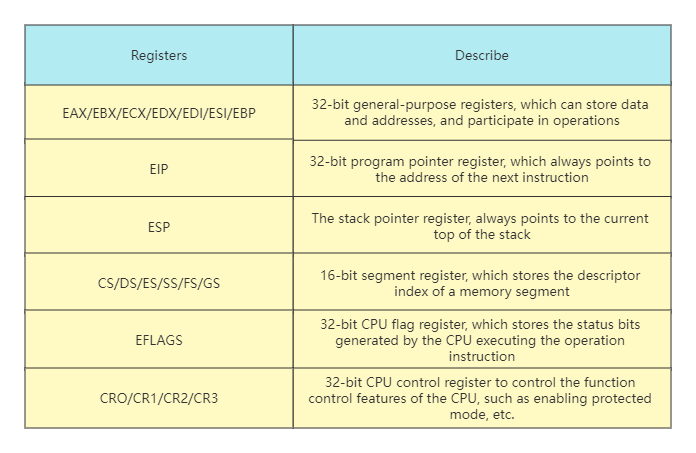 Registers
Describe
EAX/EBX/ECX/EDX/EDI/ESI/EBP
32-bit general-purpose registers, which can store data
and addresses, and participate in operations
EIP
32-bit program pointer register, which always points to
the address of the next instruction
ESP
The stack pointer register, always points to the current
top of the stack
CS/DS/ES/SS/FS/GS
16-bit segment register, which stores the descriptor
index of a memory segment
EFLAGS
32-bit CPU flag register, which stores the status bits
generated by the CPU executing the operation
instruction
CRO/CR1/CR2/CR3
32-bit CPU control register to control the function
control features of the CPU, such as enabling protected
mode, etc.